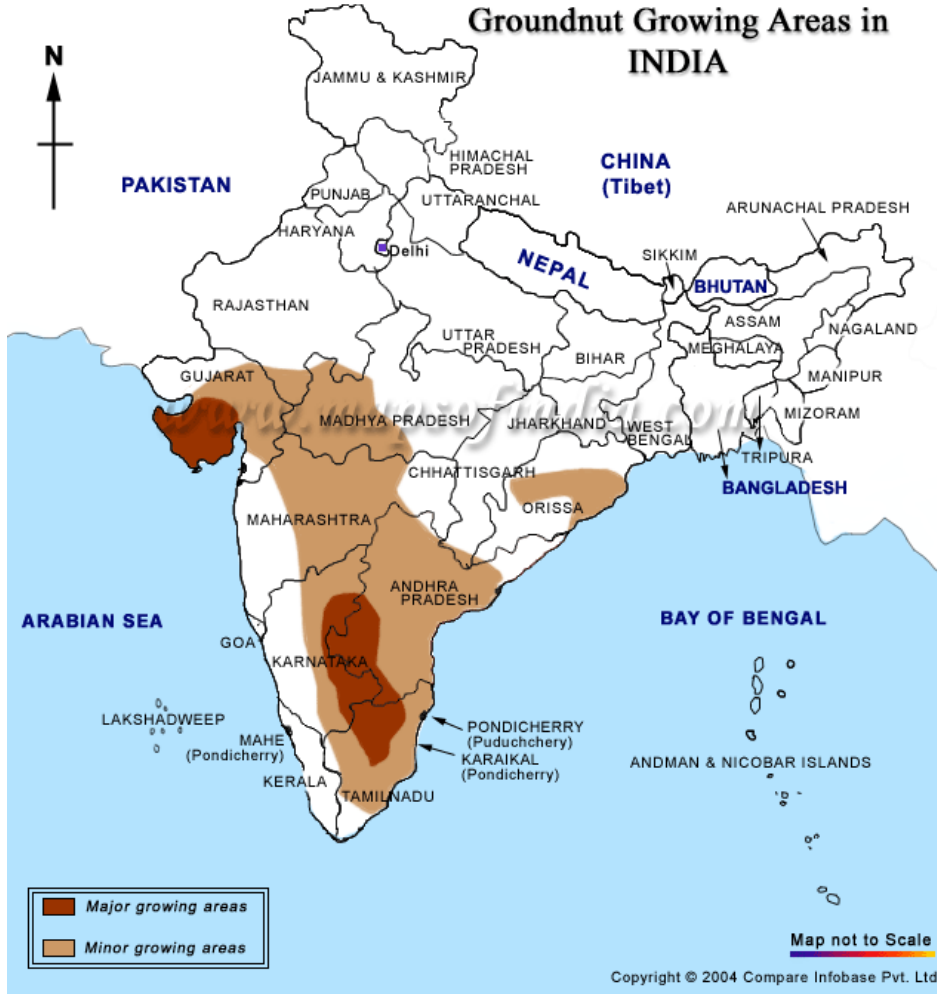 Groundnut Growing Areas in
INDIA
N
JAMMU & KASHMIR
HIMACHAL
PRADESH
CHINA
(Tibet)
PAKISTAN
PUNJAB
UTTARANCHAL
ARUNACHAL PRADESH
HARYANA
Delhi
NEPAL
SIKKIM
BHUTAN
RAJASTHAN
ASSAM
NAGALAND
UTTAR
PRADESH
BIHAR
MEGHALAYA
GUJARAT
MANIPUR
www.mapsofindia.com
MADHYA PRADESH
JHARKHAND
WEST
BENGAL
MIZORAM
TRIPURA
CHHATTISGARH
BANGLADESH
ORISSA
MAHARASHTRA
ANDHRA
PRADESH
ARABIAN SEA
BAY OF BENGAL
GOA
KARNATAKA
LAKSHADWEEP
MAHE
(Pondicherry)
PONDICHERRY
(Puduchchery)
KARAIKAL
(Pondicherry)
ANDMAN & NICOBAR ISLANDS
KERALA
TAMILNADU
Major growing areas
Minor growing areas
Map not to Scale
Copyright © 2004 Compare Infobase Pvt. Ltd